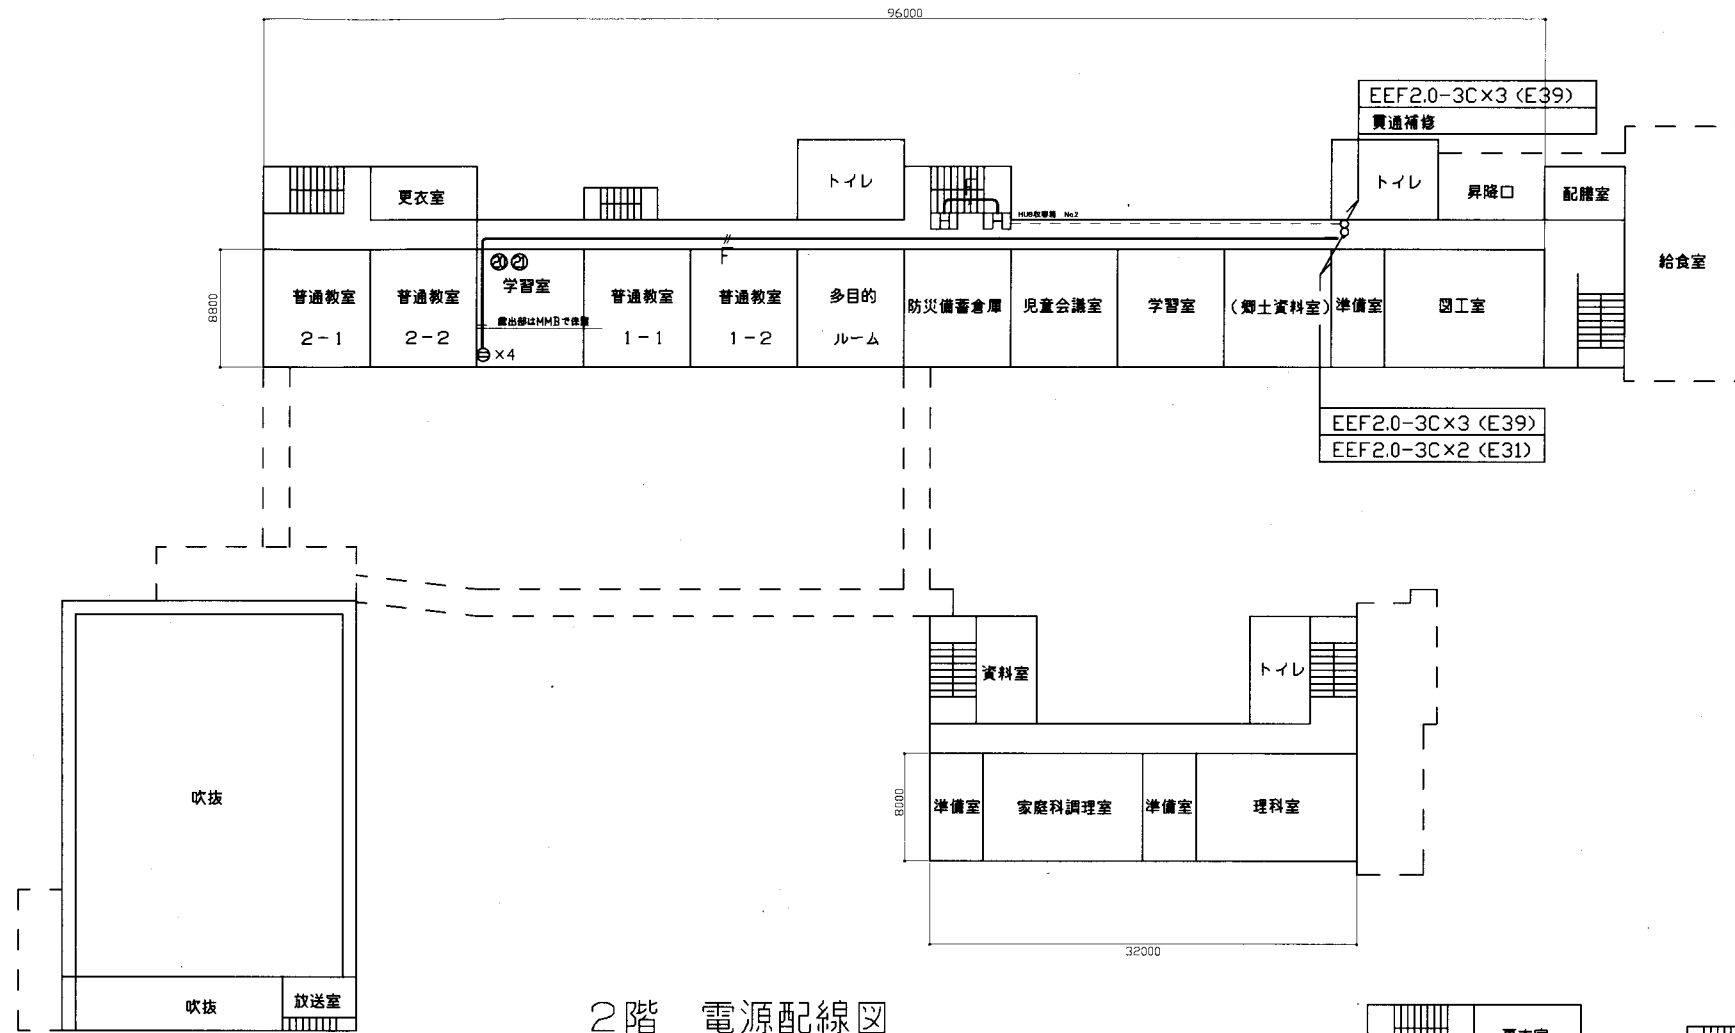 96000
EEF2.0-3C×3 (E39)
貫通補修
トイレ
更衣室
トイレ
昇降口
配膳室
HUB収容箱 No.2
H H
F
8800
⑳㉑
普通教室
2-1
普通教室
2-2
学習室
露出部はMMBで保護
×4
普通教室
1-1
普通教室
1-2
多目的
ルーム
防災備蓄倉庫
児童会議室
学習室
(郷土資料室)
準備室
図工室
給食室
EEF2.0-3C×3 (E39)
EEF2.0-3C×2 (E31)
資料室
トイレ
8000
準備室
家庭科調理室
準備室
理科室
32000
吹抜
吹抜
放送室
2階 電源配線図